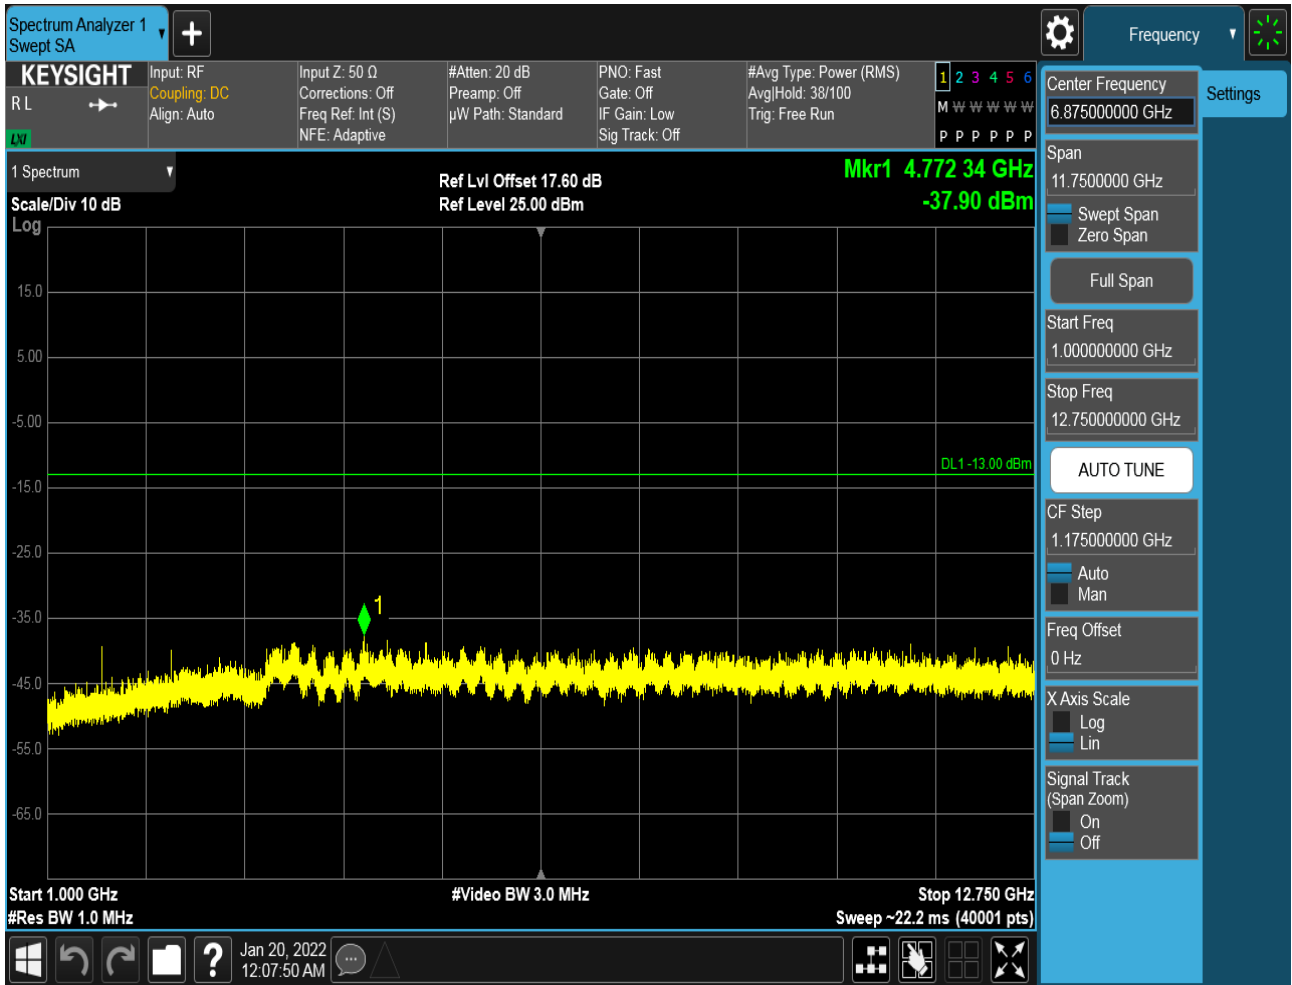 Spectrum Analyzer 1
Swept SA
Frequency
KEYSIGHT
R L
LXI
Input: RF
Coupling: DC
Align: Auto
Input Z: 50 Ω
Corrections: Off
Freq Ref: Int (S)
NFE: Adaptive
#Atten: 20 dB
Preamp: Off
µW Path: Standard
PNO: Fast
Gate: Off
IF Gain: Low
Sig Track: Off
#Avg Type: Power (RMS)
Avg|Hold: 38/100
Trig: Free Run
1 2 3 4 5 6
M W W W W W
P P P P P P
1 Spectrum
Scale/Div 10 dB
Log
Ref Lvl Offset 17.60 dB
Ref Level 25.00 dBm
Mkr1 4.772 34 GHz
-37.90 dBm
15.0
5.00
-5.00
DL1 -13.00 dBm
-15.0
-25.0
-35.0
1
-45.0
-55.0
-65.0
Start 1.000 GHz
#Res BW 1.0 MHz
#Video BW 3.0 MHz
Stop 12.750 GHz
Sweep ~22.2 ms (40001 pts)
?
Jan 20, 2022
12:07:50 AM
Center Frequency
6.875000000 GHz
Settings
Span
11.7500000 GHz
Swept Span
Zero Span
Full Span
Start Freq
1.000000000 GHz
Stop Freq
12.750000000 GHz
AUTO TUNE
CF Step
1.175000000 GHz
Auto
Man
Freq Offset
0 Hz
X Axis Scale
Log
Lin
Signal Track
(Span Zoom)
On
Off